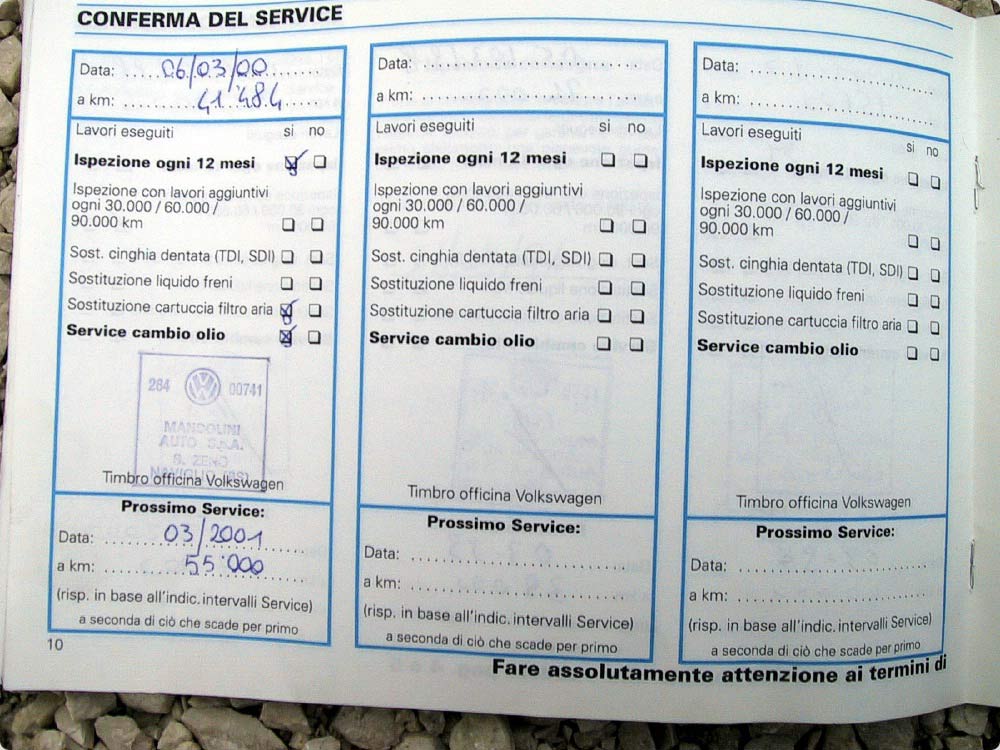 CONFERMA DEL SERVICE
Data: 06/03/00
a km: 41.484
Lavori eseguiti si no
Ispezione ogni 12 mesi
Ispezione con lavori aggiuntivi
ogni 30.000 / 60.000 /
90.000 km
Sost. cinghia dentata (TDI, SDI)
Sostituzione liquido freni
Sostituzione cartuccia filtro aria
Service cambio olio
264 VW 00741
MANDOLINI
AUTO S.p.A.
S. ZENO
NAVIGLIO (BS)
Timbro officina Volkswagen
Prossimo Service:
Data: 03/2001
a km: 55.000
(risp. in base all'indic. intervalli Service)
a seconda di ciò che scade per primo
10
Data:
a km:
Lavori eseguiti si no
Ispezione ogni 12 mesi
Ispezione con lavori aggiuntivi
ogni 30.000 / 60.000 /
90.000 km
Sost. cinghia dentata (TDI, SDI)
Sostituzione liquido freni
Sostituzione cartuccia filtro aria
Service cambio olio
Timbro officina Volkswagen
Prossimo Service:
Data:
a km:
(risp. in base all'indic. intervalli Service)
a seconda di ciò che scade per primo
Data:
a km:
Lavori eseguiti si no
Ispezione ogni 12 mesi
Ispezione con lavori aggiuntivi
ogni 30.000 / 60.000 /
90.000 km
Sost. cinghia dentata (TDI, SDI)
Sostituzione liquido freni
Sostituzione cartuccia filtro aria
Service cambio olio
Timbro officina Volkswagen
Prossimo Service:
Data:
a km:
(risp. in base all'indic. intervalli Service)
a seconda di ciò che scade per primo
Fare assolutamente attenzione ai termini di